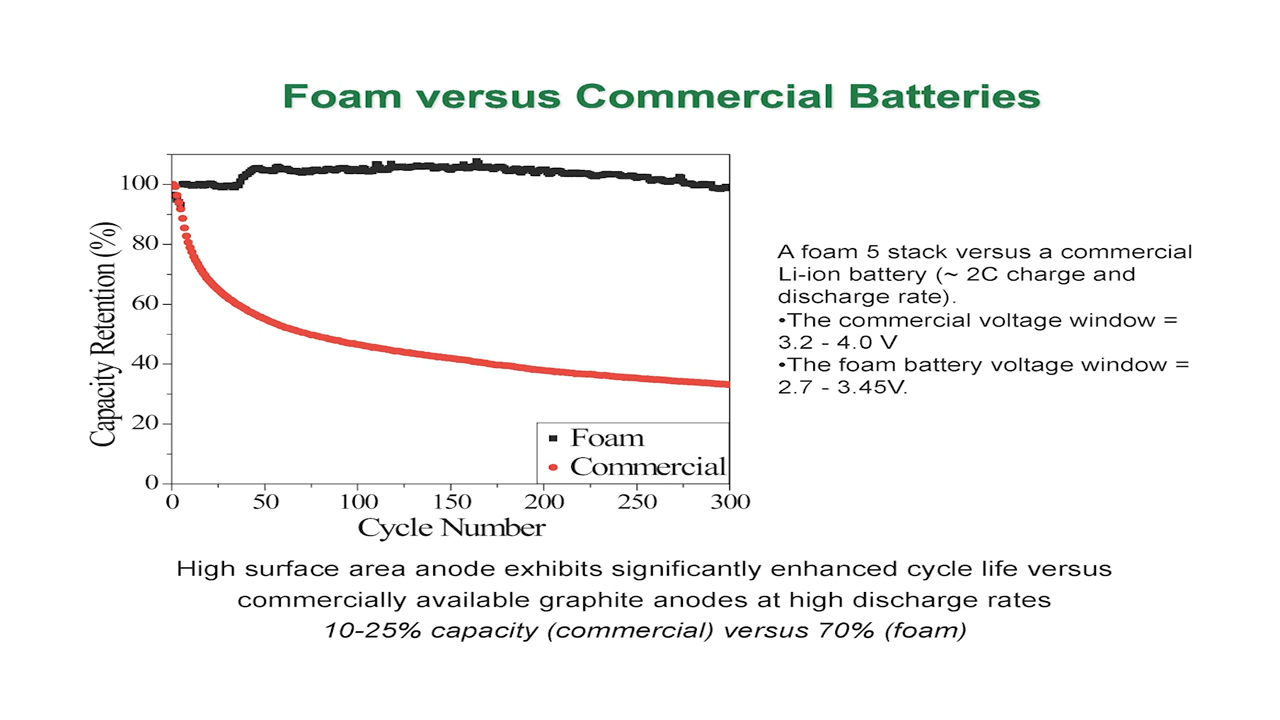 Foam versus Commercial Batteries
Capacity Retention (%)
100
80
60
40
20
0
0 50 100 150 200 250 300
Cycle Number
Foam
Commercial
A foam 5 stack versus a commercial
Li-ion battery (~ 2C charge and
discharge rate).
•The commercial voltage window =
3.2 - 4.0 V
•The foam battery voltage window =
2.7 - 3.45V.
High surface area anode exhibits significantly enhanced cycle life versus
commercially available graphite anodes at high discharge rates
10-25% capacity (commercial) versus 70% (foam)